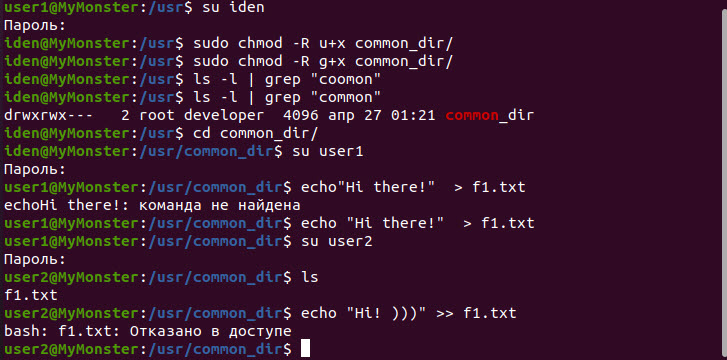 user1@MyMonster:/usr$ su iden
Пароль:
iden@MyMonster:/usr$ sudo chmod -R u+x common_dir/
iden@MyMonster:/usr$ sudo chmod -R g+x common_dir/
iden@MyMonster:/usr$ ls -l | grep "coomon"
iden@MyMonster:/usr$ ls -l | grep "common"
drwxrwx---   2 root developer  4096 апр 27 01:21 common_dir
iden@MyMonster:/usr$ cd common_dir/
iden@MyMonster:/usr/common_dir$ su user1
Пароль:
user1@MyMonster:/usr/common_dir$ echo"Hi there!"  > f1.txt
echoHi there!: команда не найдена
user1@MyMonster:/usr/common_dir$ echo "Hi there!"  > f1.txt
user1@MyMonster:/usr/common_dir$ su user2
Пароль:
user2@MyMonster:/usr/common_dir$ ls
f1.txt
user2@MyMonster:/usr/common_dir$ echo "Hi! )))" >> f1.txt
bash: f1.txt: Отказано в доступе
user2@MyMonster:/usr/common_dir$